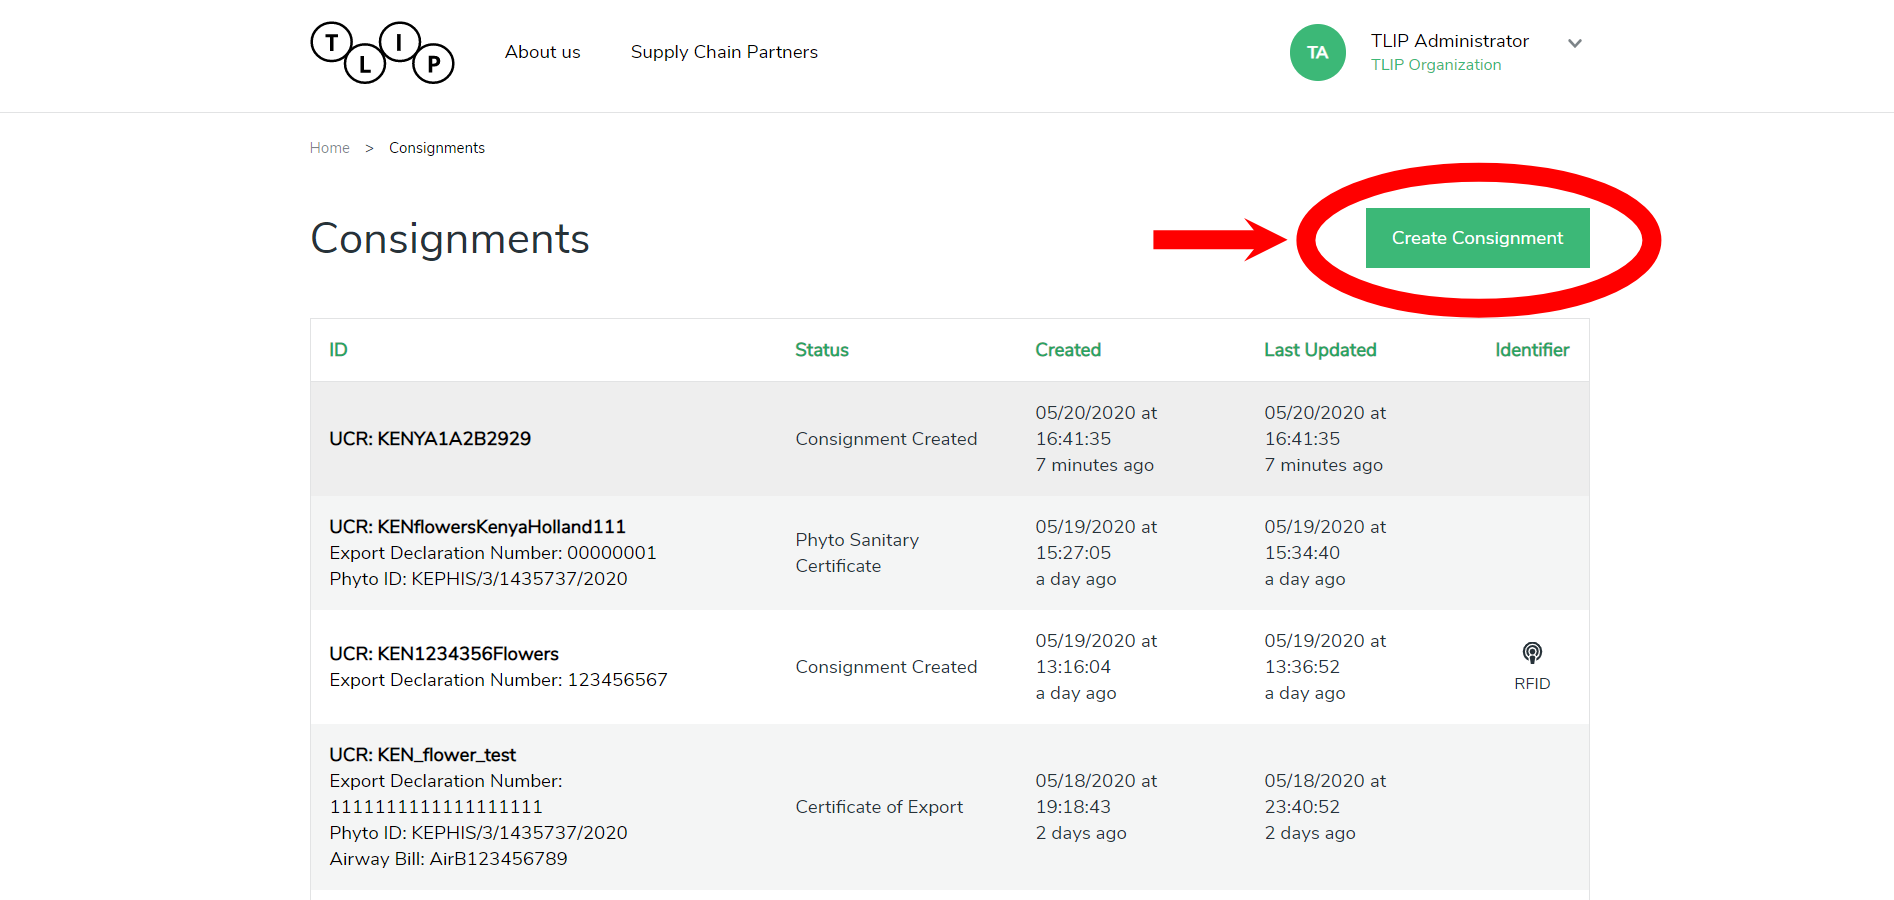 TLIP
About us
Supply Chain Partners
TA
TLIP Administrator
TLIP Organization
Home > Consignments
Consignments
Create Consignment
ID Status Created Last Updated Identifier
UCR: KENYA1A2B2929
Consignment Created
05/20/2020 at
16:41:35
7 minutes ago
05/20/2020 at
16:41:35
7 minutes ago
UCR: KENflowersKenyaHolland111
Export Declaration Number: 00000001
Phyto ID: KEPHIS/3/1435737/2020
Phyto Sanitary
Certificate
05/19/2020 at
15:27:05
a day ago
05/19/2020 at
15:34:40
a day ago
UCR: KEN1234356Flowers
Export Declaration Number: 123456567
Consignment Created
05/19/2020 at
13:16:04
a day ago
05/19/2020 at
13:36:52
a day ago
RFID
UCR: KEN_flower_test
Export Declaration Number:
1111111111111111111
Phyto ID: KEPHIS/3/1435737/2020
Airway Bill: AirB123456789
Certificate of Export
05/18/2020 at
19:18:43
2 days ago
05/18/2020 at
23:40:52
2 days ago